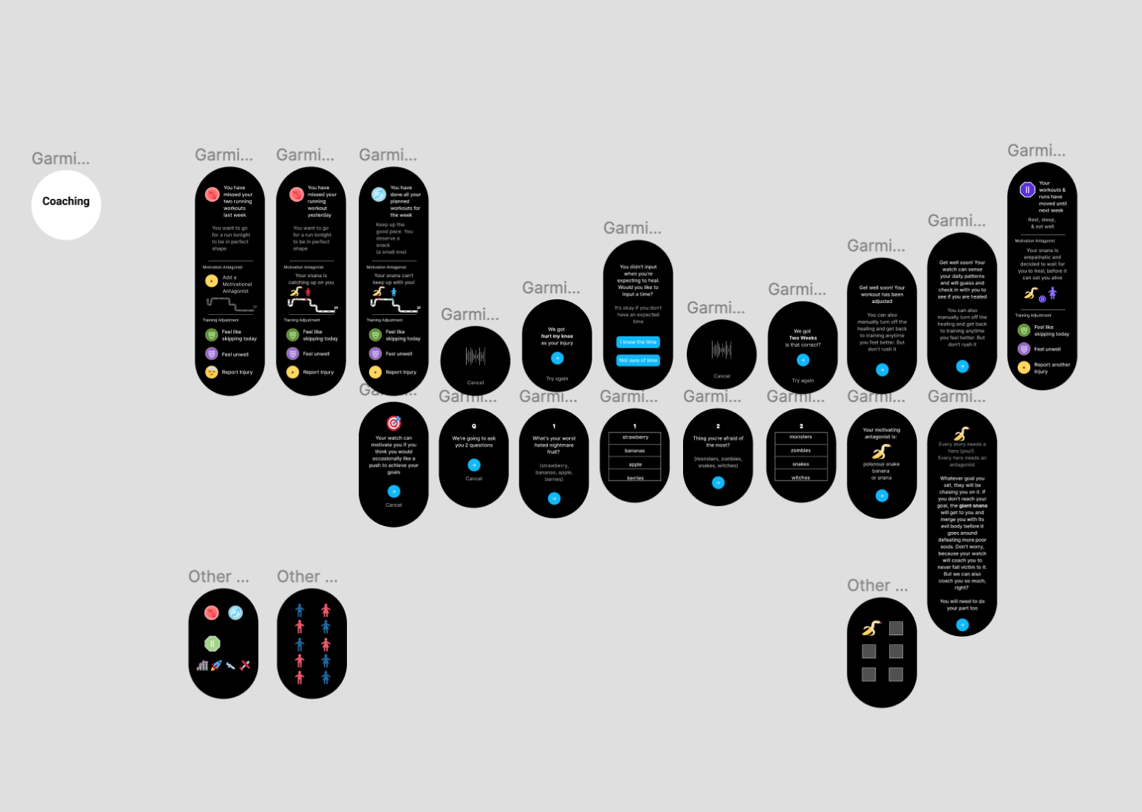 Garmi...
Coaching
Garmi...
You have
missed your
two running
workouts
last week
You want to go
for a run tonight
to be in perfect
shape
Motivation Antagonist
Add a
Motivational
Antagonist
Training Adjustment
Feel like
skipping today
Feel unwell
Report Injury
Garmi...
You have
missed your
running
workout
yesterday
You want to go
for a run tonight
to be in perfect
shape
Motivation Antagonist
Your snana is
catching up on you
Training Adjustment
Feel like
skipping today
Feel unwell
Report Injury
Garmi...
You have
done all your
planned
workouts for
the week
Keep up the
good pace. You
deserve a
snack
(a small one)
Motivation Antagonist
Your snana can't
keep up with you!
Training Adjustment
Feel like
skipping today
Feel unwell
Report Injury
Garmi...
Cancel
Garmi...
We got
hurt my knee
as your injury
Try again
Garmi...
You didn't input
when you're
expecting to heal.
Would you like to
input a time?
It's okay if you don't
have an expected
time
I know the time
Not sure of time
Garmi...
Cancel
Garmi...
We got
Two Weeks
is that correct?
Try again
Garmi...
Get well soon! Your
workout has been
adjusted
You can also
manually turn off the
healing and get back
to training anytime
you feel better. But
don't rush it
Garmi...
Get well soon! Your
watch can sense
your daily patterns
and will guess and
check in with you to
see if you are healed
You can also
manually turn off the
healing and get back
to training anytime
you feel better. But
don't rush it
Garmi...
Your
workouts &
runs have
moved until
next week
Rest, sleep,
& eat well
Motivation Antagonist
Your snana is
empathetic and
decided to wait for
you to heal, before it
can eat you alive
Training Adjustment
Feel like
skipping today
Feel unwell
Report another
Injury
Your watch can
motivate you if you
think you would
occasionally like a
push to achieve your
goals
Cancel
Garmi...
Q
We're going to ask
you 2 questions
Cancel
Garmi...
1
What's your worst
hated nightmare
fruit?
(strawberry,
bananas, apple,
berries)
Garmi...
1
strawberry
bananas
apple
berries
Garmi...
2
Thing you're afraid of
the most?
(monsters, zombies,
snakes, witches)
Garmi...
2
monsters
zombies
snakes
witches
Garmi...
Your motivating
antagonist is:
poisonous snake
banana
or snana
Garmi...
Every story needs a
hero (you!).
Every hero needs an
antagonist
Whatever goal you
set, they will be
chasing you on it. If
you don't reach your
goal, the giant snana
will get to you and
merge you with its
evil body before it
goes around
defeating more poor
souls. Don't worry,
because your watch
will coach you to
never fall victim to it.
But we can also
coach you so much,
right?
You will need to do
your part too
Other ...
Other ...
Other ...